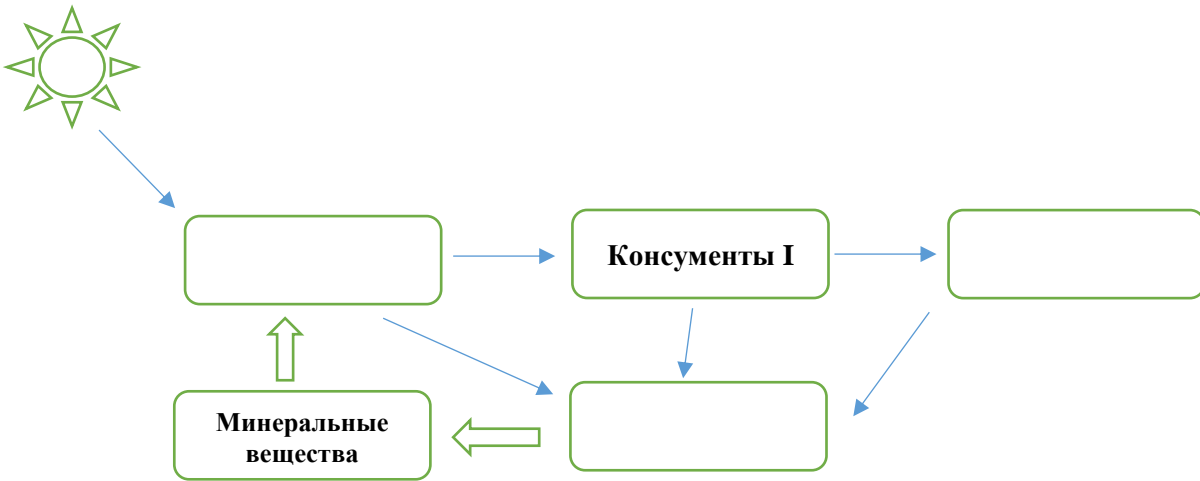 Консументы I
Минеральные
вещества